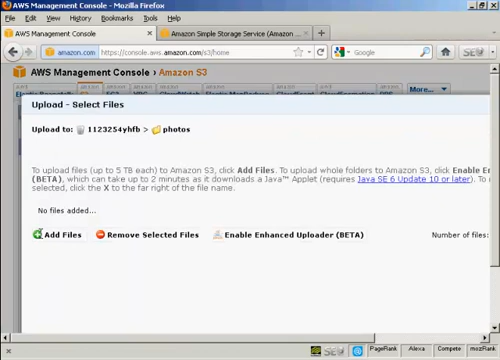 AWS Management Console - Mozilla Firefox
File Edit View History Bookmarks Tools Help
AWS Management Console
Amazon Simple Storage Service (Amazon ...
amazon.com
https://console.aws.amazon.com/s3/home
Google
AWS Management Console > Amazon S3
More...
Upload - Select Files
Upload to: 1123254yhfb > photos
To upload files (up to 5 TB each) to Amazon S3, click Add Files. To upload whole folders to Amazon S3, click Enable En
(BETA), which can take up to 2 minutes as it downloads a Java™ Applet (requires Java SE 6 Update 10 or later). To
selected, click the X to the far right of the file name.
No files added...
Add Files Remove Selected Files Enable Enhanced Uploader (BETA) Number of files:
PageRank Alexa Compete mozRank